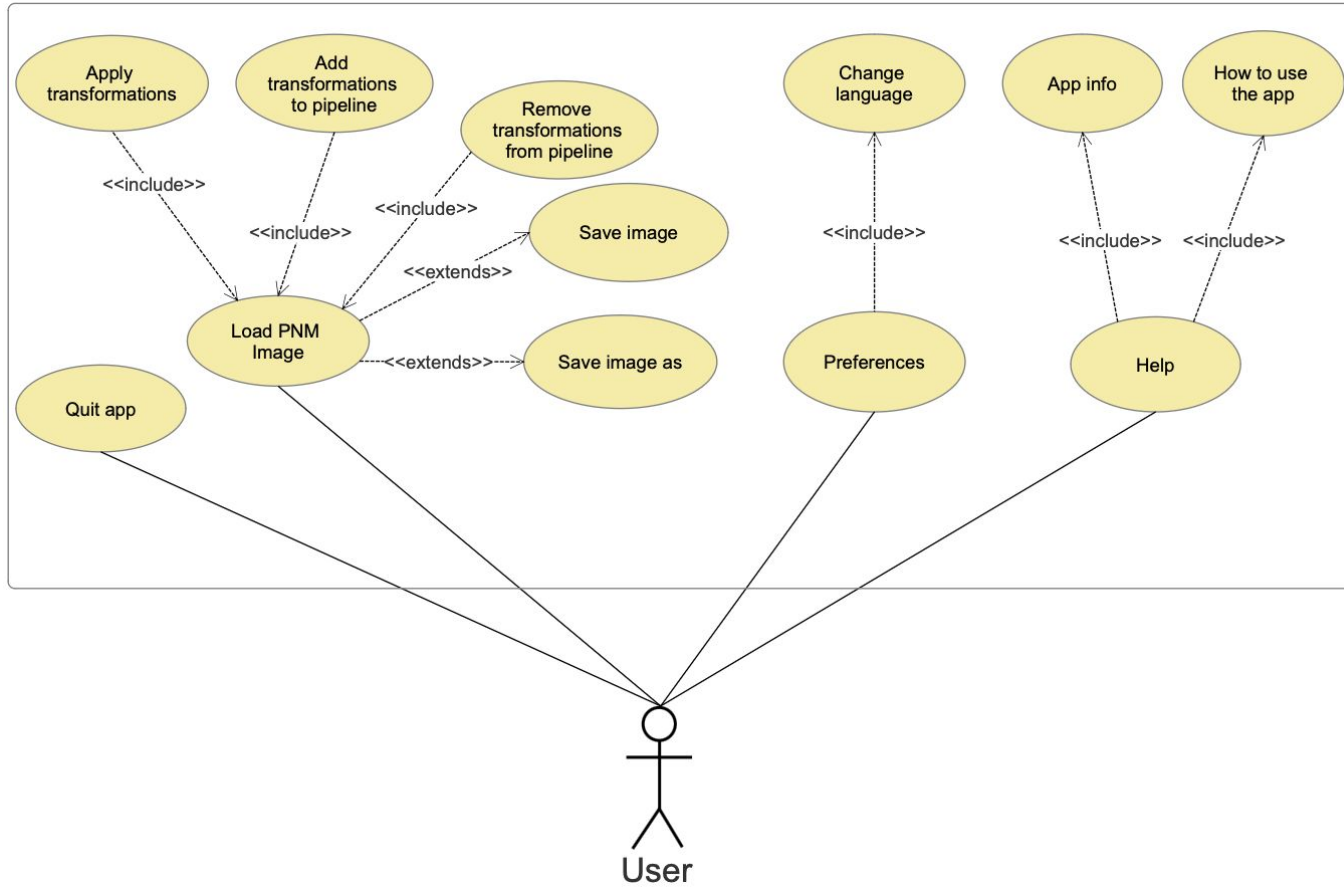 Apply
transformations
Add
transformations
to pipeline
Remove
transformations
from pipeline
Change
language
App info
How to use
the app
<<include>>
<<include>>
<<include>>
<<extends>>
Save image
<<include>>
<<include>>
<<include>>
Load PNM
Image
<<extends>>
Save image as
Preferences
Help
Quit app
User